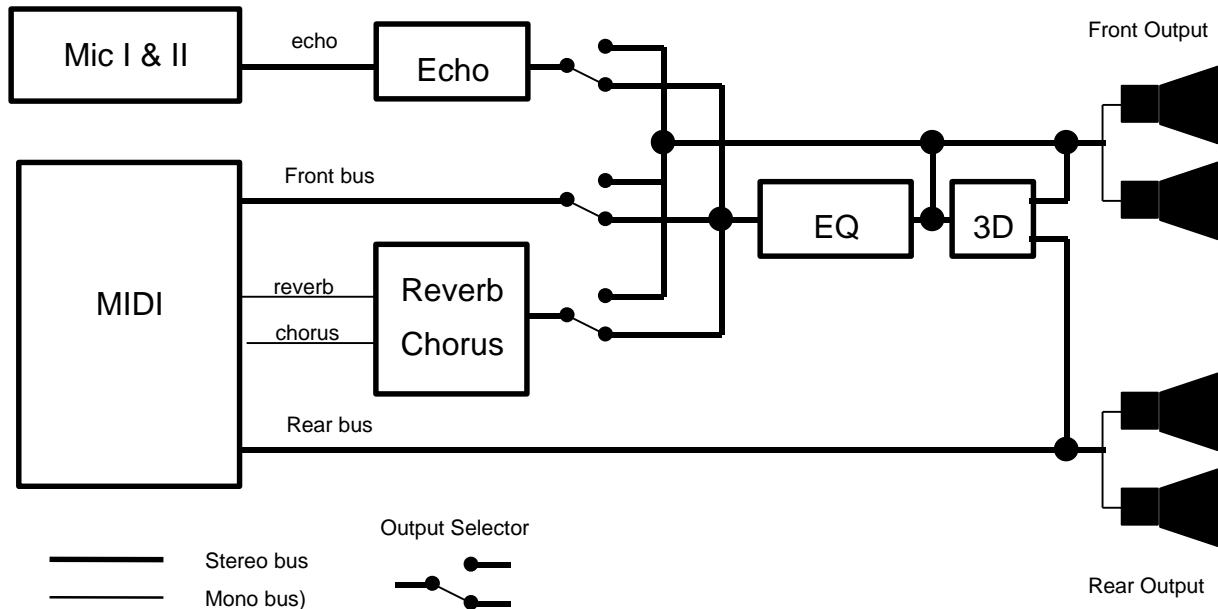 Front Output
echo
Mic I & II
Echo
Front bus
EQ
3D
MIDI
reverb
Reverb
chorus
Chorus
Rear bus
Output Selector
Stereo bus
Mono bus)
Rear Output